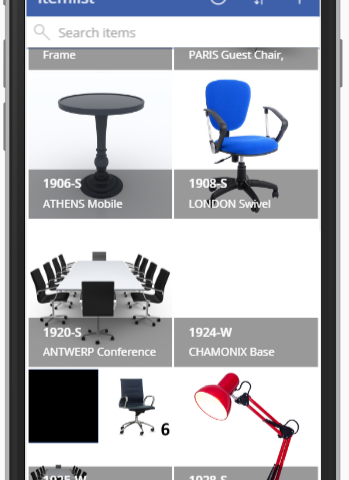 Itemlist
Search items
Frame
PARIS Guest Chair,
1906-S
ATHENS Mobile
1908-S
LONDON Swivel
1920-S
ANTWERP Conference
1924-W
CHAMONIX Base
6
1925-W
1928-S